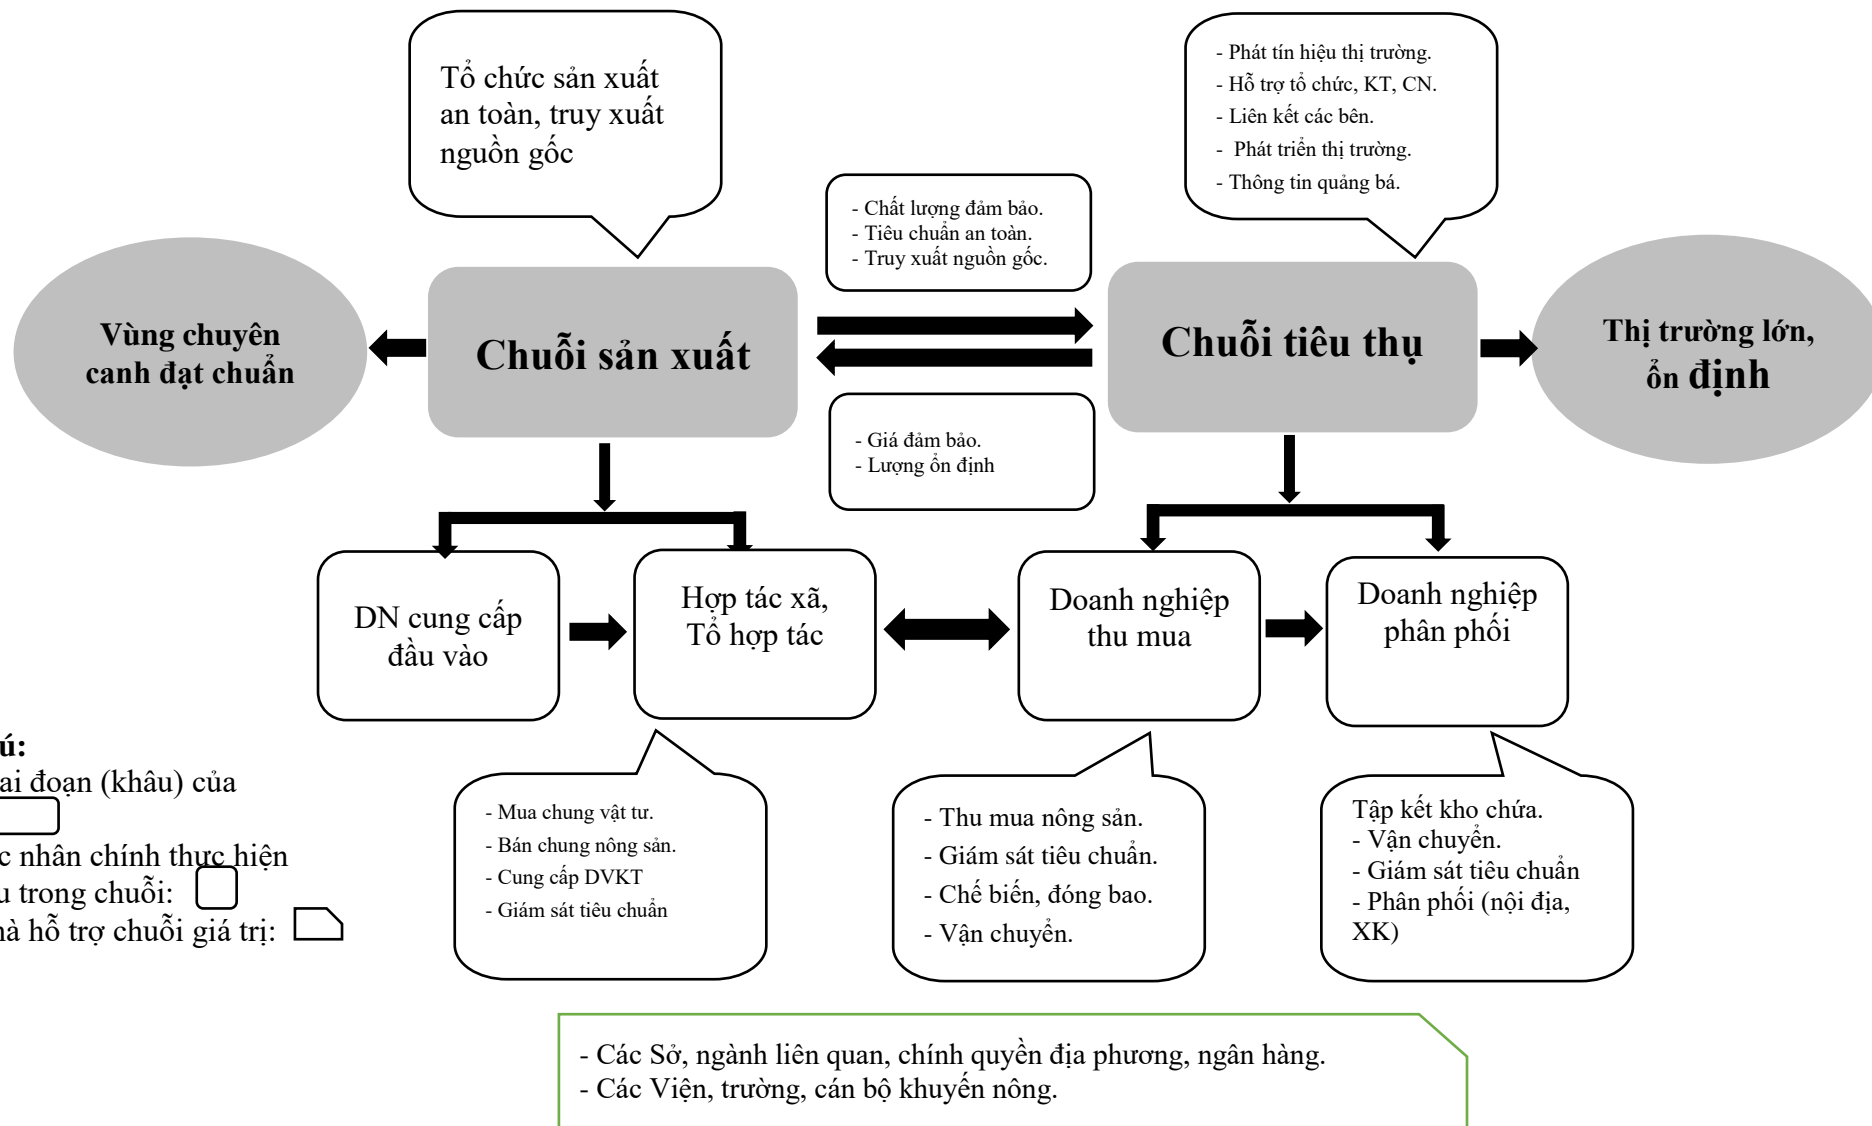 Tổ chức sản xuất
an toàn, truy xuất
nguồn gốc
- Phát tín hiệu thị trường.
- Hỗ trợ tổ chức, KT, CN.
- Liên kết các bên.
- Phát triển thị trường.
- Thông tin quảng bá.
- Chất lượng đảm bảo.
- Tiêu chuẩn an toàn.
- Truy xuất nguồn gốc.
Vùng chuyên
canh đạt chuẩn
Chuỗi sản xuất
Chuỗi tiêu thụ
Thị trường lớn,
ổn định
- Giá đảm bảo.
- Lượng ổn định
DN cung cấp
đầu vào
Hợp tác xã,
Tổ hợp tác
Doanh nghiệp
thu mua
Doanh nghiệp
phân phối
ú:
ai đoạn (khâu) của
c nhân chính thực hiện
u trong chuỗi:
hà hỗ trợ chuỗi giá trị:
- Mua chung vật tư.
- Bán chung nông sản.
- Cung cấp DVKT
- Giám sát tiêu chuẩn
- Thu mua nông sản.
- Giám sát tiêu chuẩn.
- Chế biến, đóng bao.
- Vận chuyển.
Tập kết kho chứa.
- Vận chuyển.
- Giám sát tiêu chuẩn
- Phân phối (nội địa,
XK)
- Các Sở, ngành liên quan, chính quyền địa phương, ngân hàng.
- Các Viện, trường, cán bộ khuyến nông.